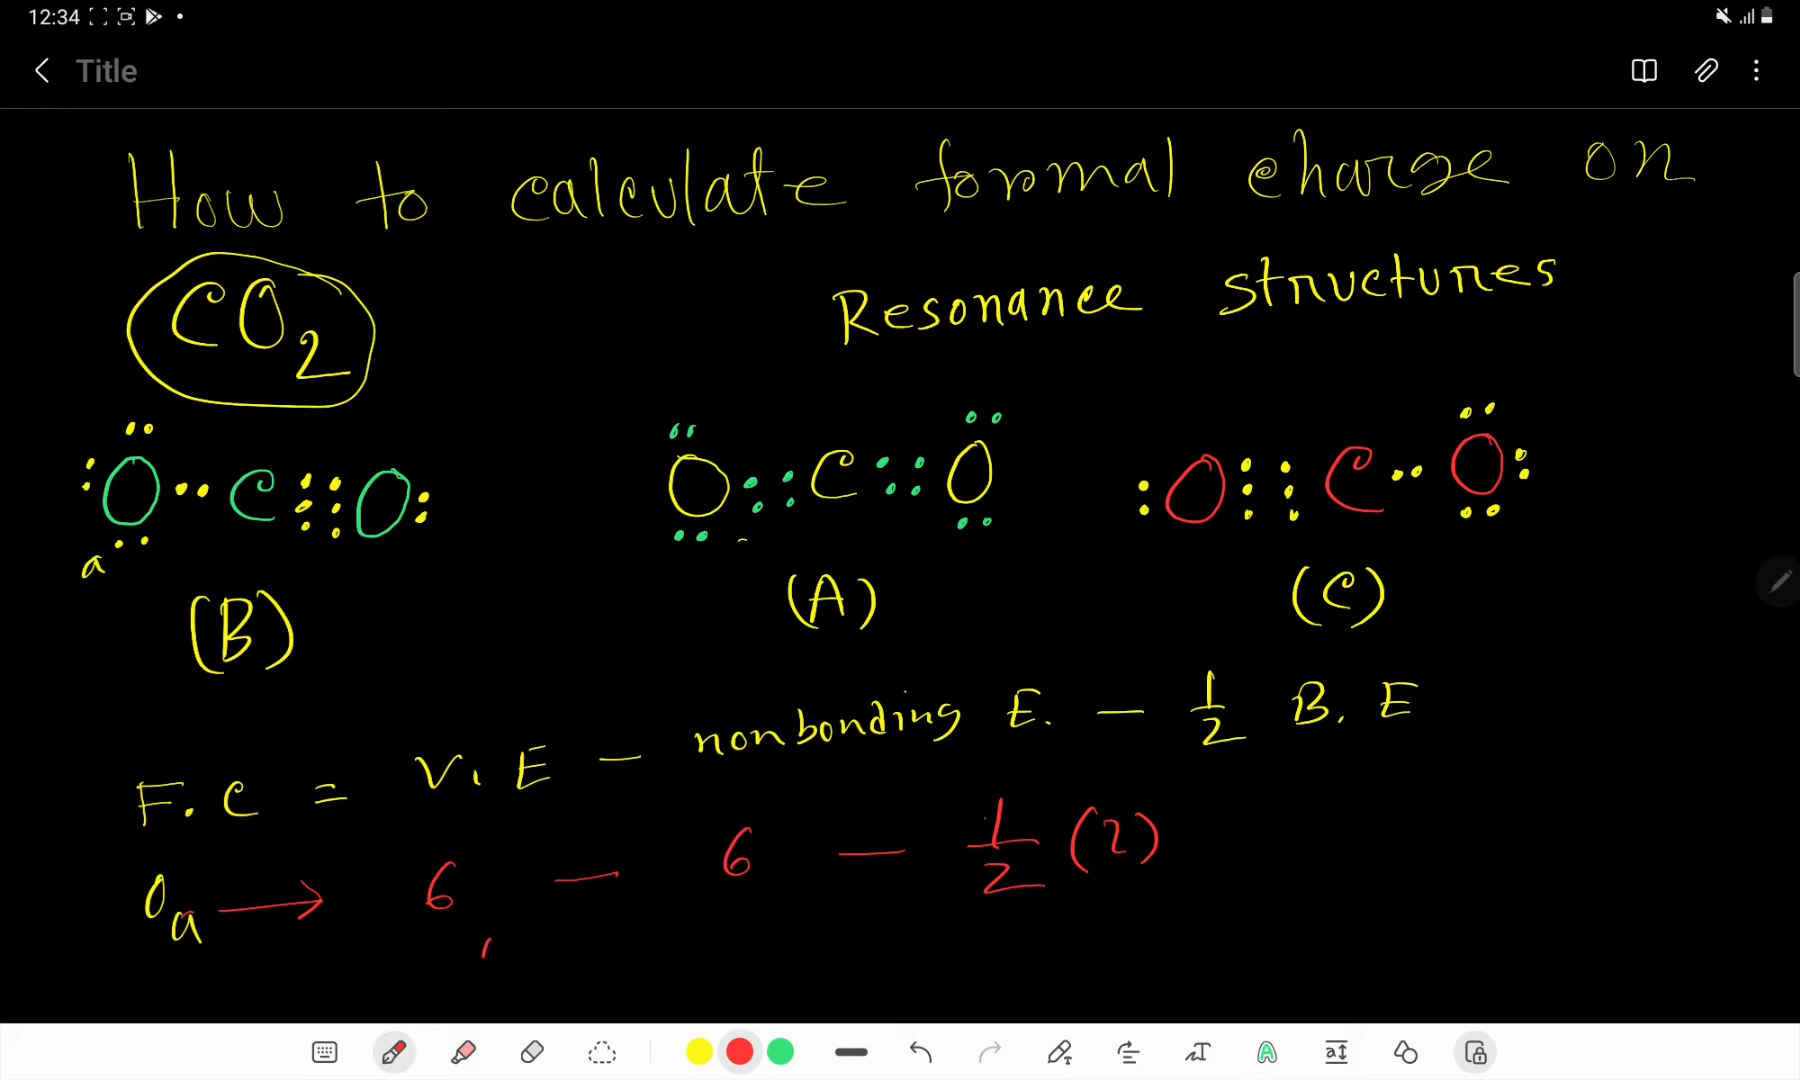 12:34
Title
How to calculate formal charge on
CO2
Resonance structures
O C O
O C O
O C O
a
(B)
(A)
(C)
F.C = V.E - nonbonding E. - 1/2 B.E
Oa → 6 - 6 - 1/2 (2)